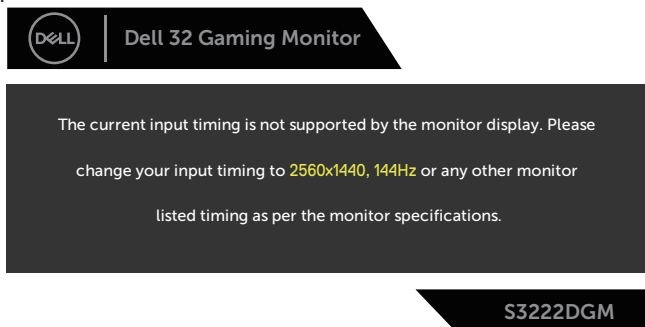 DELL
Dell 32 Gaming Monitor
The current input timing is not supported by the monitor display. Please
change your input timing to 2560x1440, 144Hz or any other monitor
listed timing as per the monitor specifications.
S3222DGM